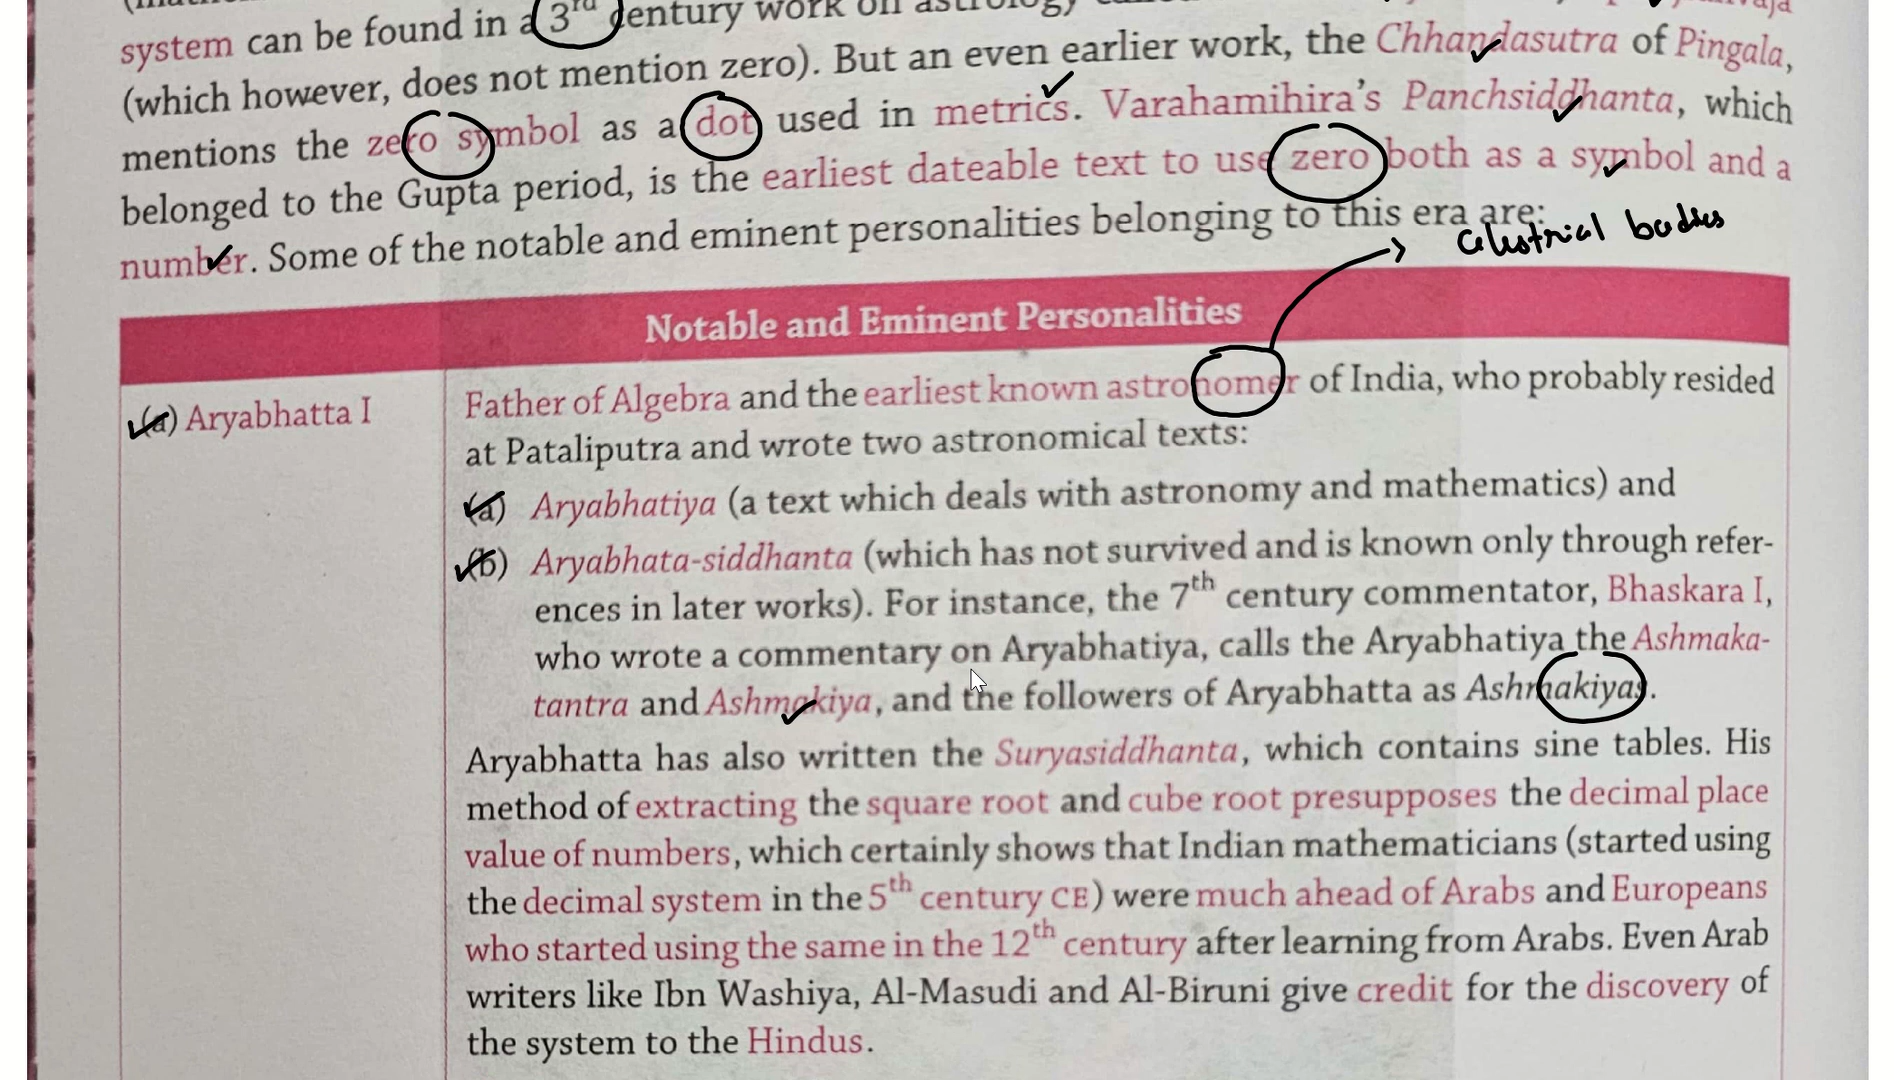 system can be found in a 3rd century work on astrology
(which however, does not mention zero). But an even earlier work, the Chhandasutra of Pingala,
mentions the zero symbol as a dot used in metrics. Varahamihira's Panchsiddhanta, which
belonged to the Gupta period, is the earliest dateable text to use zero both as a symbol and a
number. Some of the notable and eminent personalities belonging to this era are:
celestrial bodies
Notable and Eminent Personalities
(a) Aryabhatta I
Father of Algebra and the earliest known astronomer of India, who probably resided
at Pataliputra and wrote two astronomical texts:
(a) Aryabhatiya (a text which deals with astronomy and mathematics) and
(b) Aryabhata-siddhanta (which has not survived and is known only through refer-
ences in later works). For instance, the 7th century commentator, Bhaskara I,
who wrote a commentary on Aryabhatiya, calls the Aryabhatiya the Ashmaka-
tantra and Ashmakiya, and the followers of Aryabhatta as Ashmakiyas.
Aryabhatta has also written the Suryasiddhanta, which contains sine tables. His
method of extracting the square root and cube root presupposes the decimal place
value of numbers, which certainly shows that Indian mathematicians (started using
the decimal system in the 5th century CE) were much ahead of Arabs and Europeans
who started using the same in the 12th century after learning from Arabs. Even Arab
writers like Ibn Washiya, Al-Masudi and Al-Biruni give credit for the discovery of
the system to the Hindus.